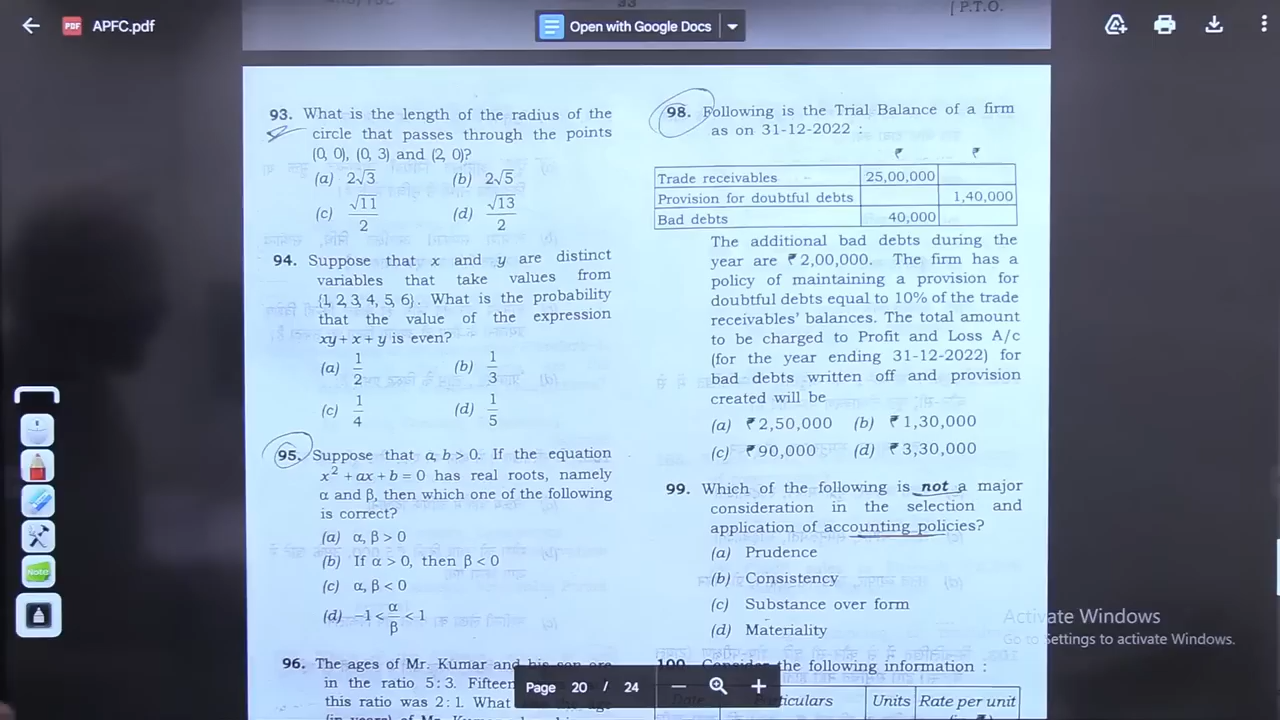 APFC.pdf
Open with Google Docs
33
[ P.T.O.
93. What is the length of the radius of the
circle that passes through the points
(0, 0), (0, 3) and (2, 0)?
(a) 2√3 (b) 2√5
(c) √11/2 (d) √13/2
94. Suppose that x and y are distinct
variables that take values from
{1, 2, 3, 4, 5, 6}. What is the probability
that the value of the expression
xy + x + y is even?
(a) 1/2 (b) 1/3
(c) 1/4 (d) 1/5
95. Suppose that a, b > 0. If the equation
x² + ax + b = 0 has real roots, namely
α and β, then which one of the following
is correct?
(a) α, β > 0
(b) If α > 0, then β < 0
(c) α, β < 0
(d) –1 < α/β < 1
96. The ages of Mr. Kumar and his son are
in the ratio 5 : 3. Fifteen
this ratio was 2 : 1. What
98. Following is the Trial Balance of a firm
as on 31-12-2022 :
₹ ₹
Trade receivables 25,00,000
Provision for doubtful debts 1,40,000
Bad debts 40,000
The additional bad debts during the
year are ₹ 2,00,000. The firm has a
policy of maintaining a provision for
doubtful debts equal to 10% of the trade
receivables' balances. The total amount
to be charged to Profit and Loss A/c
(for the year ending 31-12-2022) for
bad debts written off and provision
created will be
(a) ₹ 2,50,000 (b) ₹ 1,30,000
(c) ₹ 90,000 (d) ₹ 3,30,000
99. Which of the following is not a major
consideration in the selection and
application of accounting policies?
(a) Prudence
(b) Consistency
(c) Substance over form
(d) Materiality
100. Consider the following information :
Particulars Units Rate per unit
Page 20 / 24
Note
Activate Windows
Go to Settings to activate Windows.